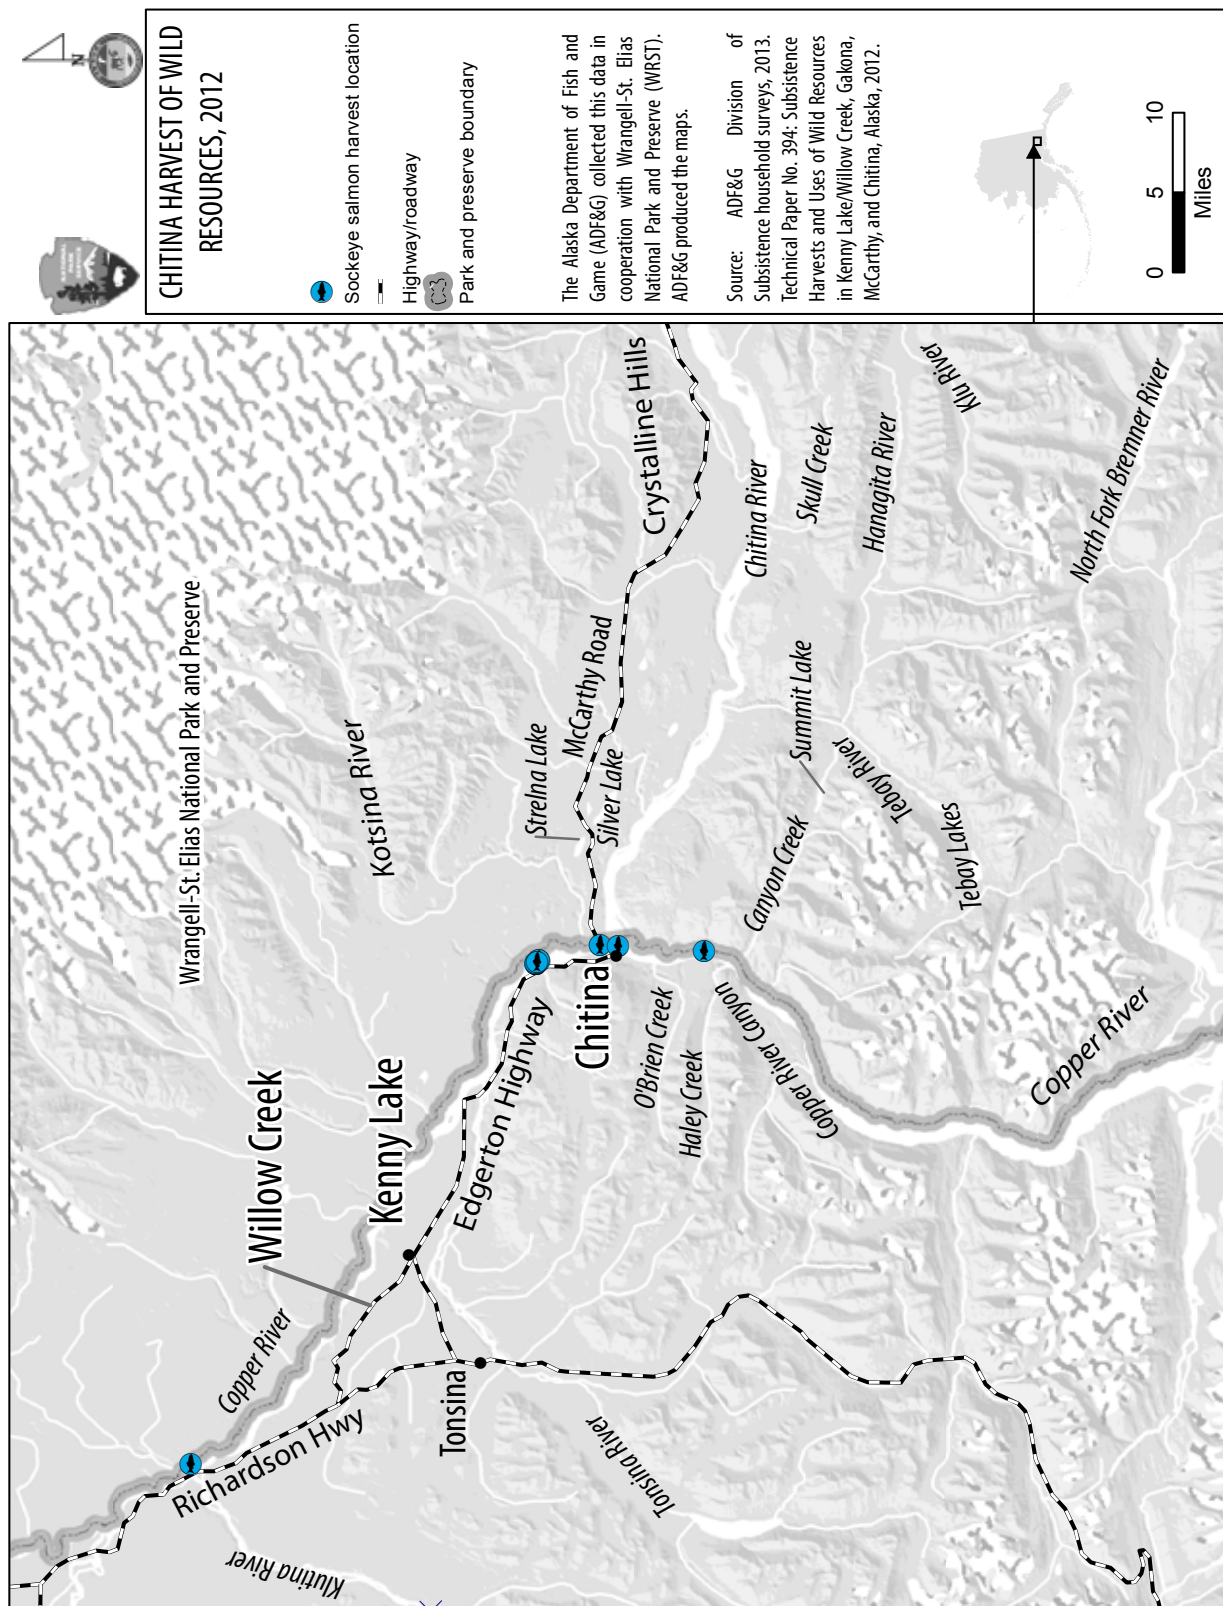 CHITINA HARVEST OF WILD
RESOURCES, 2012
Sockeye salmon harvest location
Highway/roadway
Park and preserve boundary
The Alaska Department of Fish and
Game (ADF&G) collected this data in
cooperation with Wrangell-St. Elias
National Park and Preserve (WRST).
ADF&G produced the maps.
Source: ADF&G Division of
Subsistence household surveys, 2013.
Technical Paper No. 394: Subsistence
Harvests and Uses of Wild Resources
in Kenny Lake/Willow Creek, Gakona,
McCarthy, and Chitina, Alaska, 2012.
0 5 10
Miles
N
NATIONAL
PARK
SERVICE
Wrangell-St. Elias National Park and Preserve
Kotsina River
Willow Creek
Kenny Lake
Copper River
Richardson Hwy
Klutina River
Tonsina
Tonsina River
Edgerton Highway
Chitina
Strelna Lake
McCarthy Road
Silver Lake
Crystalline Hills
Chitina River
Skull Creek
Hanagita River
Klu River
North Fork Bremner River
Summit Lake
Tebay River
Canyon Creek
Tebay Lakes
O'Brien Creek
Haley Creek
Copper River Canyon
Copper River